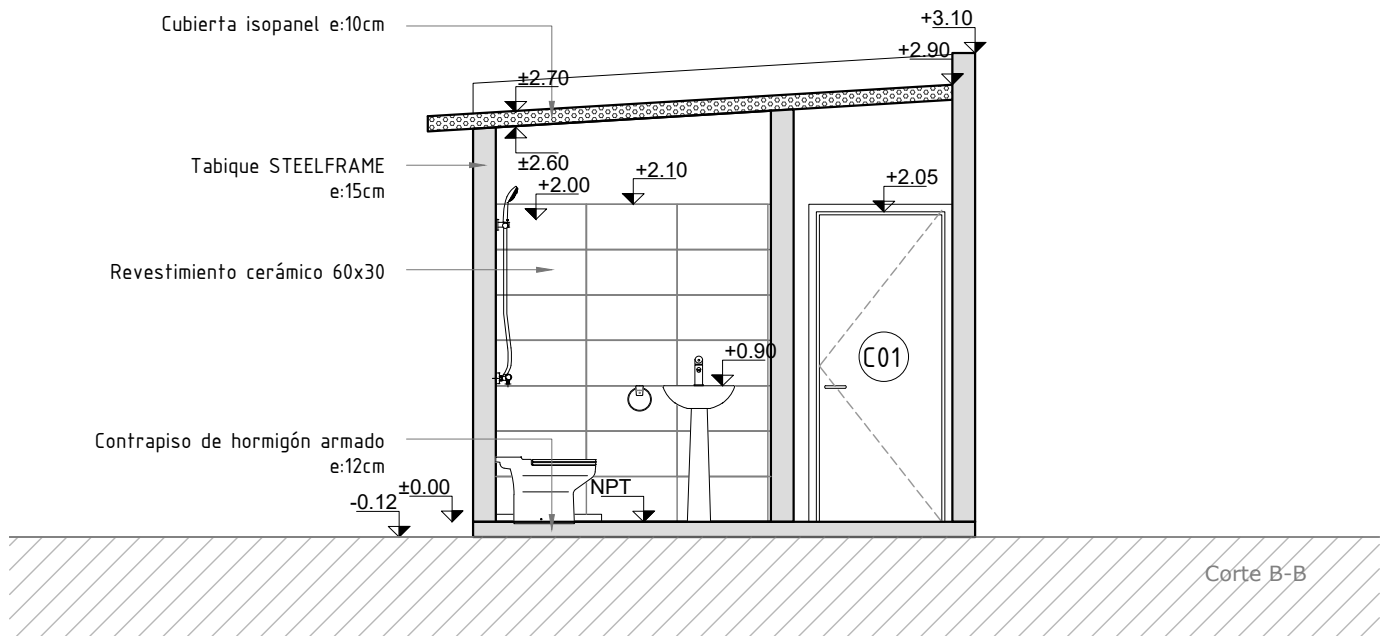 Cubierta isopanel e:10cm
+3.10
+2.90
±2.70
Tabique STEELFRAME
e:15cm
±2.60
+2.00
+2.10
+2.05
Revestimiento cerámico 60x30
+0.90
C01
Contrapiso de hormigón armado
e:12cm
-0.12
±0.00
NPT
Corte B-B